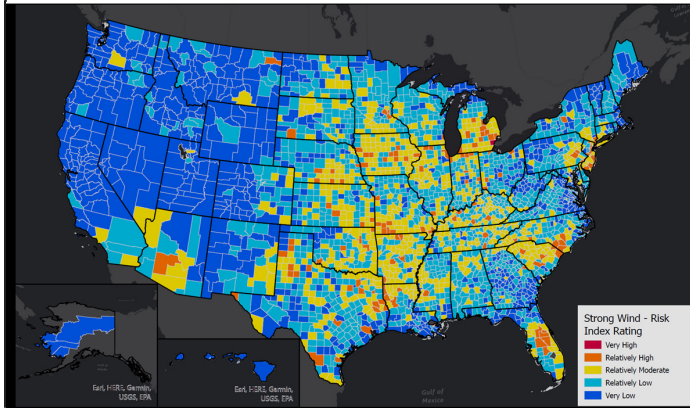 Esri, HERE, Garmin,
USGS, EPA
Esri, HERE, Garmin,
USGS, EPA
Gulf of
Mexico
Strong Wind - Risk
Index Rating
Very High
Relatively High
Relatively Moderate
Relatively Low
Very Low